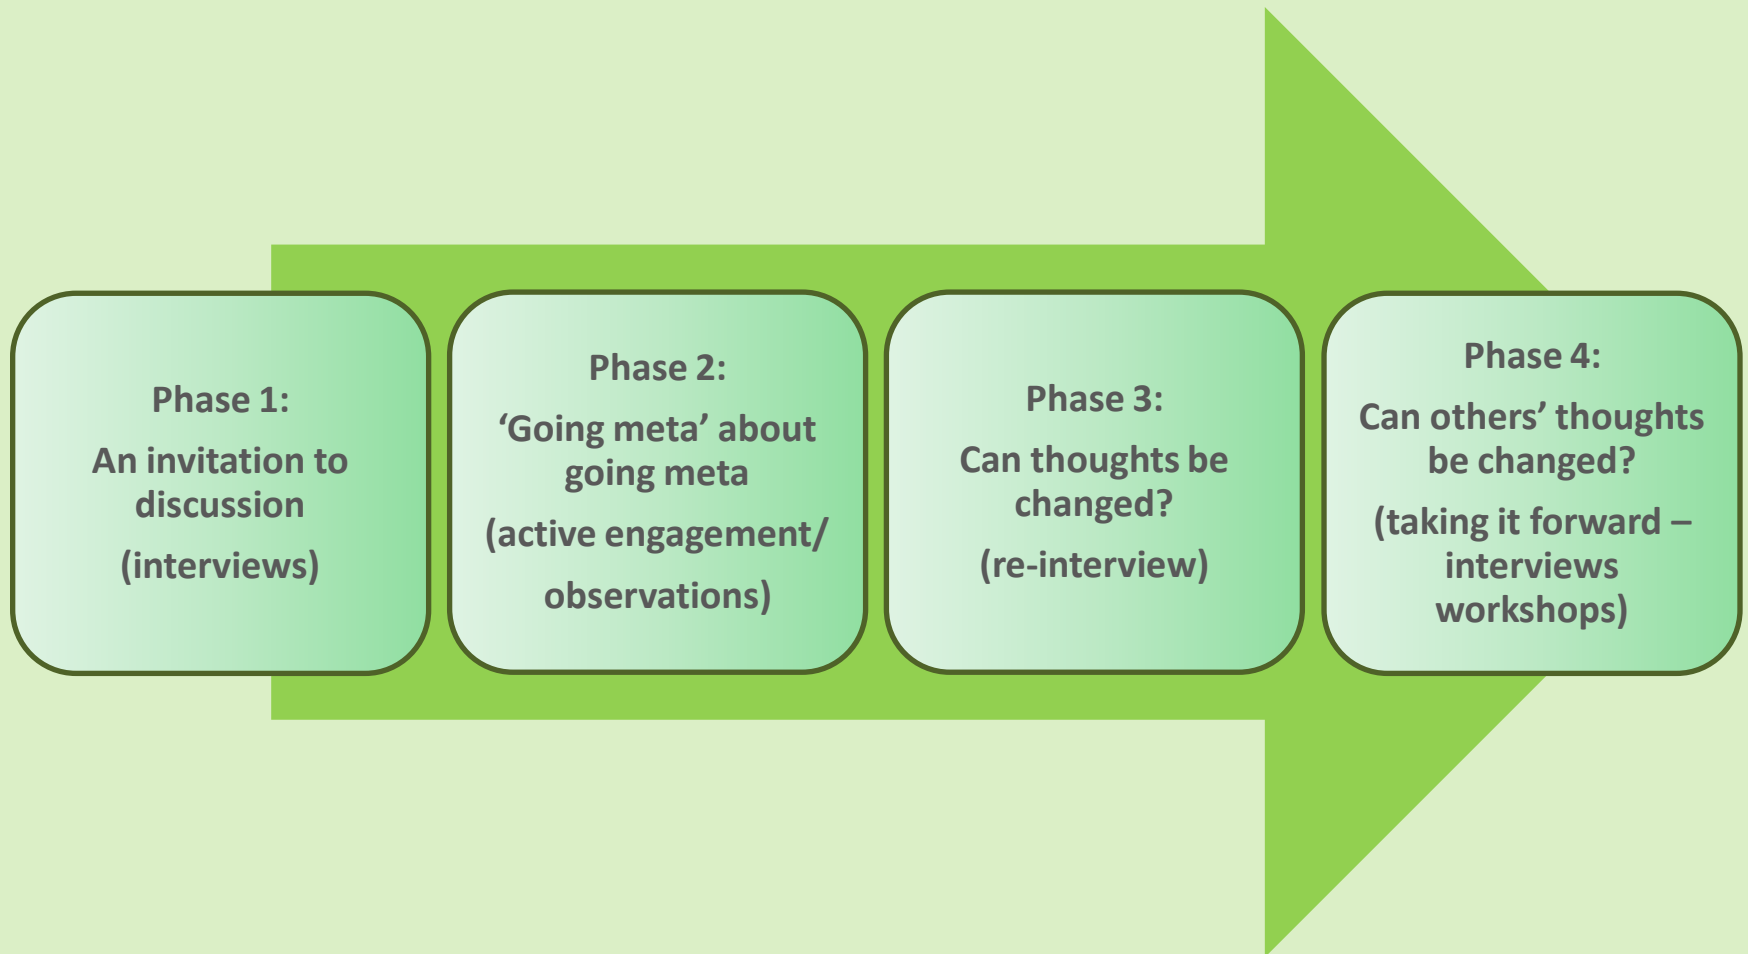 Phase 1:
An invitation to
discussion
(interviews)
Phase 2:
‘Going meta’ about
going meta
(active engagement/
observations)
Phase 3:
Can thoughts be
changed?
(re-interview)
Phase 4:
Can others’ thoughts
be changed?
(taking it forward –
interviews
workshops)